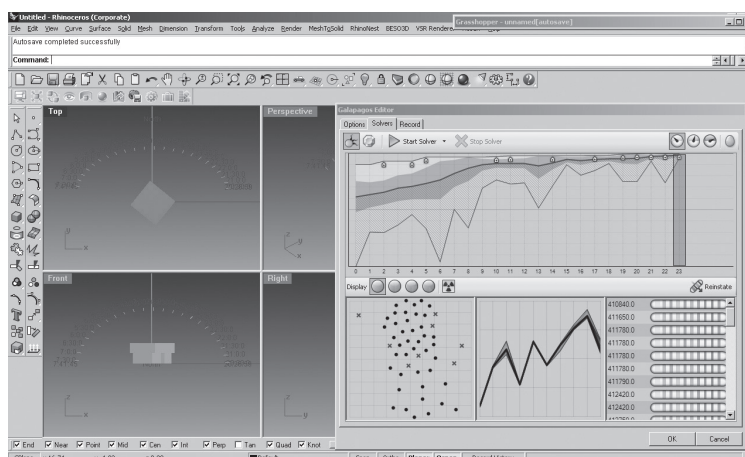 Untitled - Rhinoceros (Corporate)
Grasshopper - unnamed[autosave]
File Edit View Curve Surface Solid Mesh Dimension Transform Tools Analyze Render MeshToSolid RhinoNest BESO3D VSR Renderer
Autosave completed successfully
Command:
Top
Perspective
Front
Right
Galapagos Editor
Options Solvers Record
Start Solver Stop Solver
0 1 2 3 4 5 6 7 8 9 10 11 12 13 14 15 16 17 18 19 20 21 22 23
Display
Reinstate
410840.0
411650.0
411780.0
411780.0
411780.0
411780.0
411790.0
412420.0
412420.0
OK Cancel
End Near Point Mid Cen Int Perp Tan Quad Knot